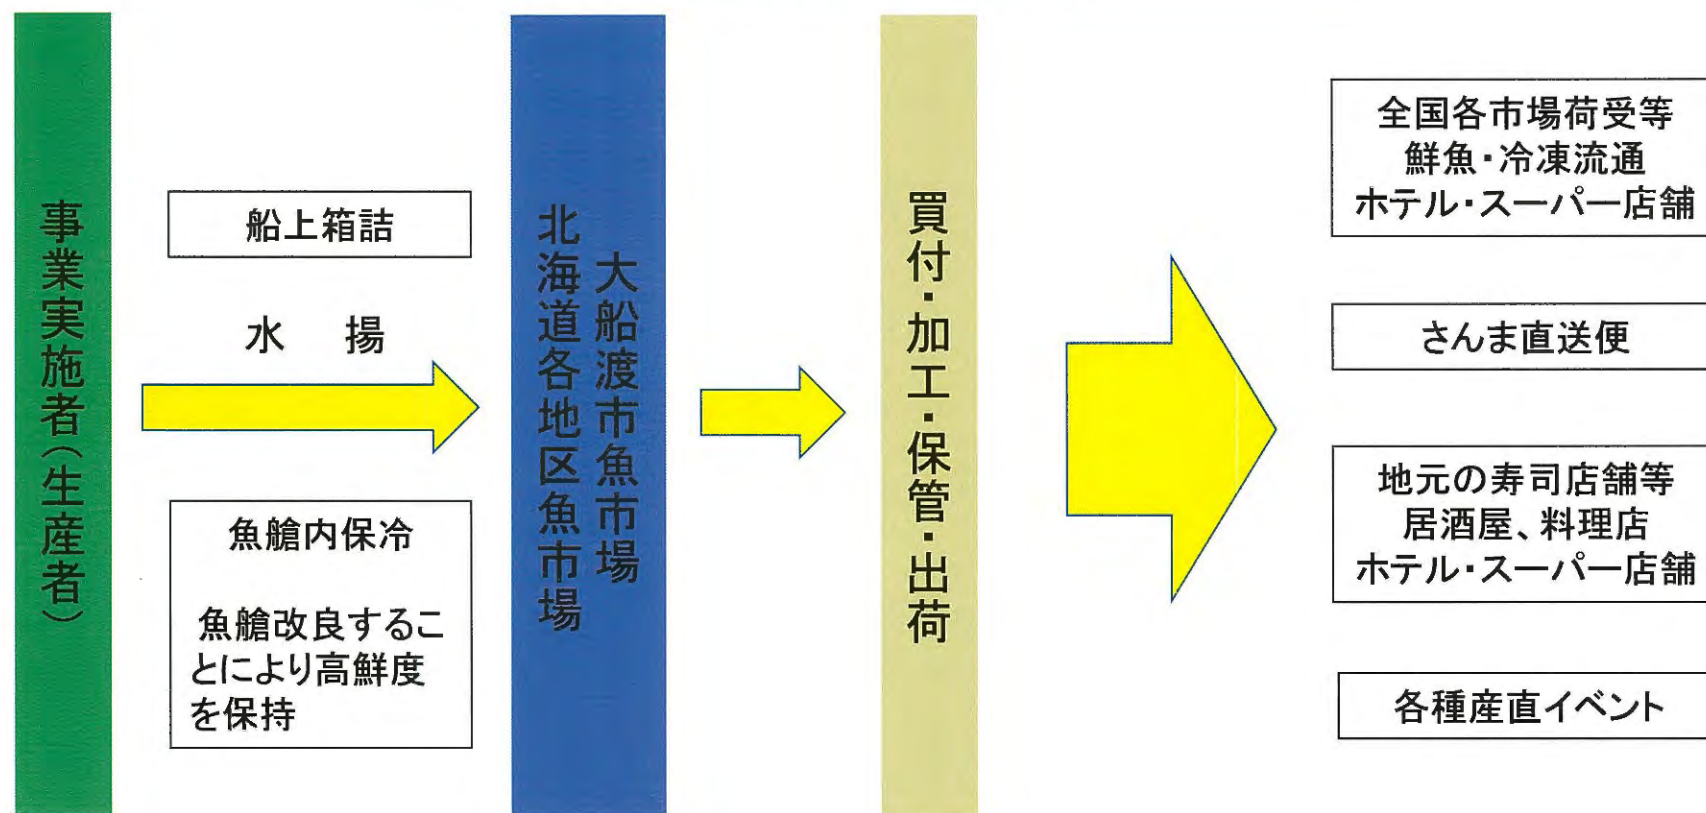 事業実施者（生産者）
船上箱詰
水　揚
魚艙内保冷
魚艙改良するこ
とにより高鮮度
を保持
大船渡市魚市場
北海道各地区魚市場
買付・加工・保管・出荷
全国各市場荷受等
鮮魚・冷凍流通
ホテル・スーパー店舗
さんま直送便
地元の寿司店舗等
居酒屋、料理店
ホテル・スーパー店舗
各種産直イベント